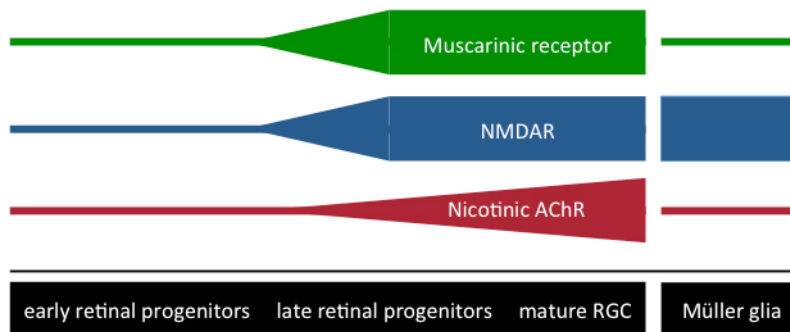 Muscarinic receptor
NMDAR
Nicotinic AChR
early retinal progenitors late retinal progenitors mature RGC Müller glia